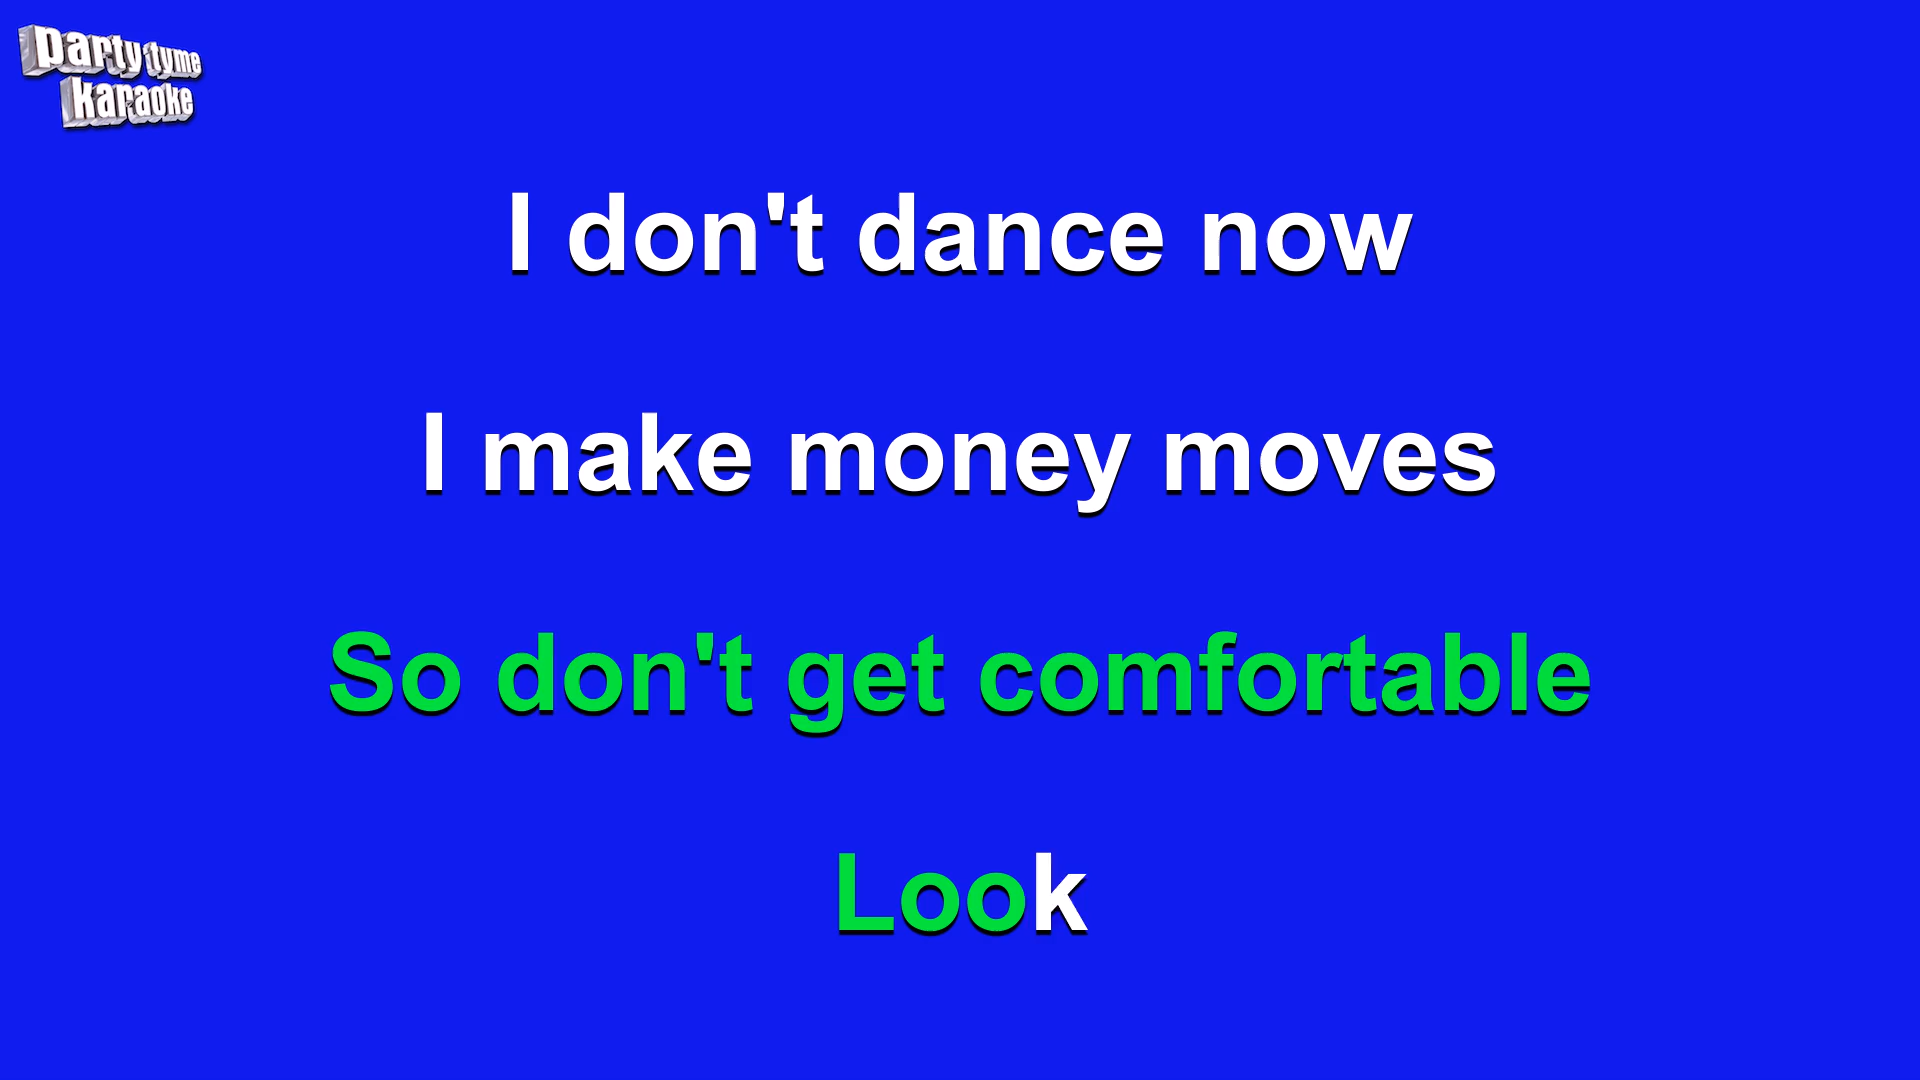 party tyme
karaoke
I don't dance now
I make money moves
So don't get comfortable
Look